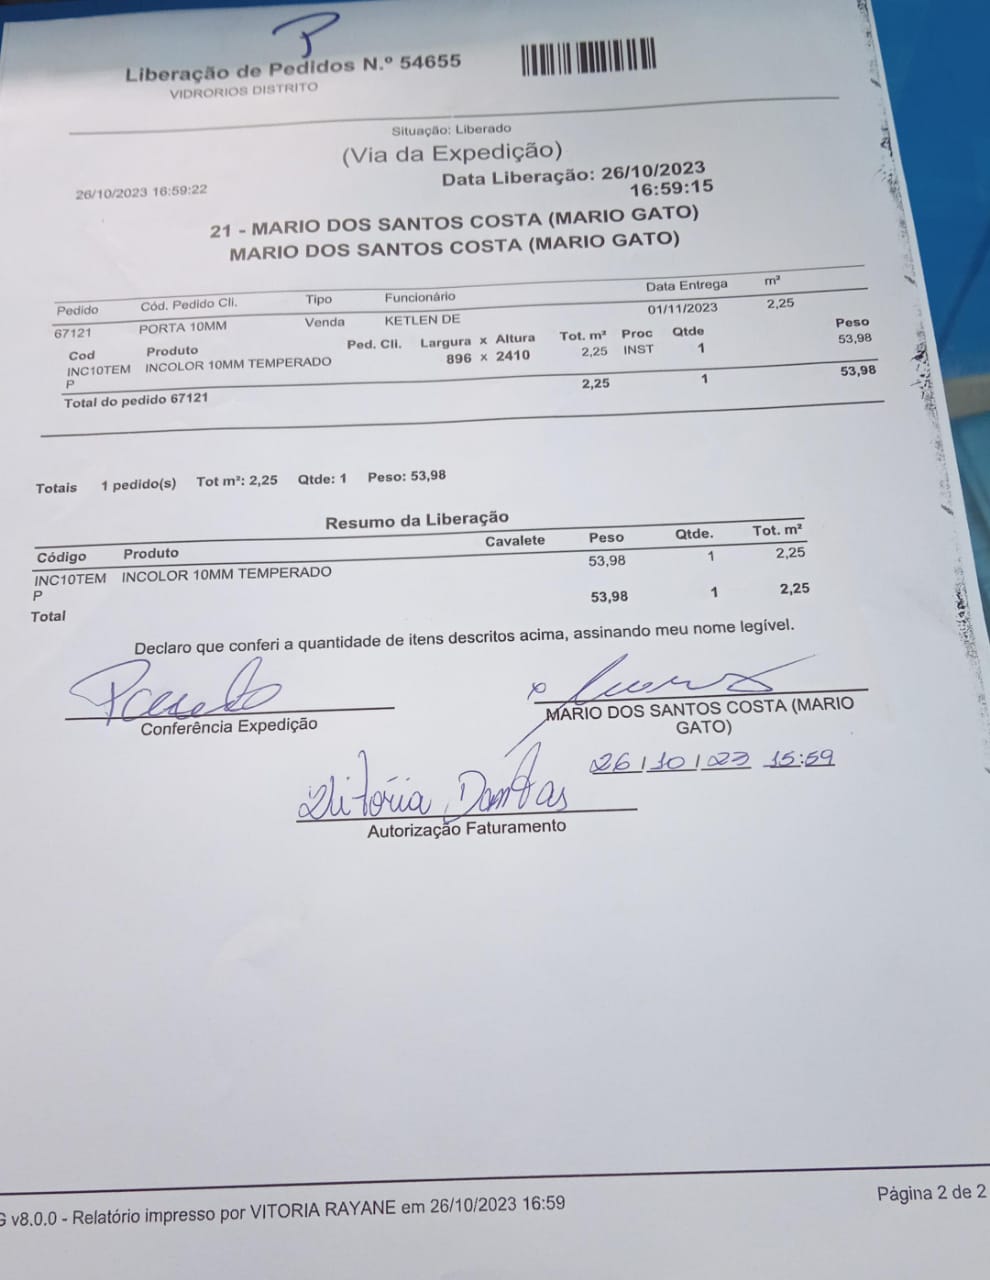 P
Liberação de Pedidos N.º 54655
VIDRORIOS DISTRITO
Situação: Liberado
(Via da Expedição)
26/10/2023 16:59:22
Data Liberação: 26/10/2023
16:59:15
21 - MARIO DOS SANTOS COSTA (MARIO GATO)
MARIO DOS SANTOS COSTA (MARIO GATO)
Pedido Cód. Pedido Cli. Tipo Funcionário Data Entrega m²
67121 PORTA 10MM Venda KETLEN DE 01/11/2023 2,25
Cod Produto Ped. Cli. Largura x Altura Tot. m² Proc Qtde Peso
INC10TEM INCOLOR 10MM TEMPERADO 896 x 2410 2,25 INST 1 53,98
P
Total do pedido 67121 2,25 1 53,98
Totais 1 pedido(s) Tot m²: 2,25 Qtde: 1 Peso: 53,98
Resumo da Liberação
Código Produto Cavalete Peso Qtde. Tot. m²
INC10TEM INCOLOR 10MM TEMPERADO 53,98 1 2,25
P
Total 53,98 1 2,25
Declaro que conferi a quantidade de itens descritos acima, assinando meu nome legível.
x
Conferência Expedição
MARIO DOS SANTOS COSTA (MARIO
GATO)
26/10/23 15:59
Vitória Dantas
Autorização Faturamento
G v8.0.0 - Relatório impresso por VITORIA RAYANE em 26/10/2023 16:59
Página 2 de 2